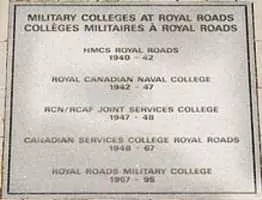 MILITARY COLLEGES AT ROYAL ROADS
COLLÈGES MILITAIRES À ROYAL ROADS
HMCS ROYAL ROADS
1940 - 42
ROYAL CANADIAN NAVAL COLLEGE
1942 - 47
RCN/RCAF JOINT SERVICES COLLEGE
1947 - 48
CANADIAN SERVICES COLLEGE ROYAL ROADS
1948 - 67
ROYAL ROADS MILITARY COLLEGE
1967 - 95